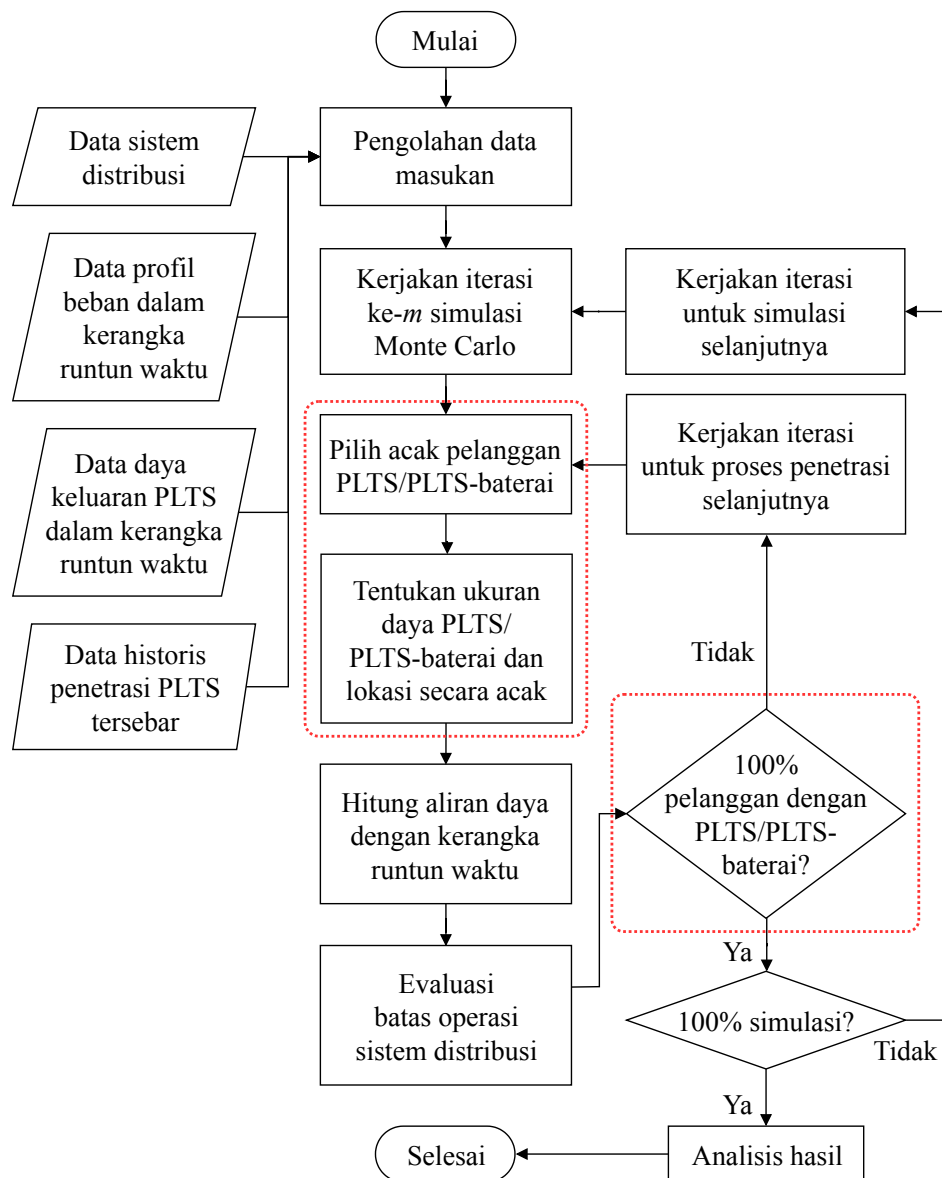 Mulai
Data sistem
distribusi
Pengolahan data
masukan
Data profil
beban dalam
kerangka
runtun waktu
Kerjakan iterasi
ke-m simulasi
Monte Carlo
Kerjakan iterasi
untuk simulasi
selanjutnya
Pilih acak pelanggan
PLTS/PLTS-baterai
Kerjakan iterasi
untuk proses penetrasi
selanjutnya
Data daya
keluaran PLTS
dalam kerangka
runtun waktu
Tentukan ukuran
daya PLTS/
PLTS-baterai dan
lokasi secara acak
Data historis
penetrasi PLTS
tersebar
Tidak
Hitung aliran daya
dengan kerangka
runtun waktu
100%
pelanggan dengan
PLTS/PLTS-
baterai?
Ya
Evaluasi
batas operasi
sistem distribusi
100% simulasi?
Tidak
Ya
Selesai
Analisis hasil